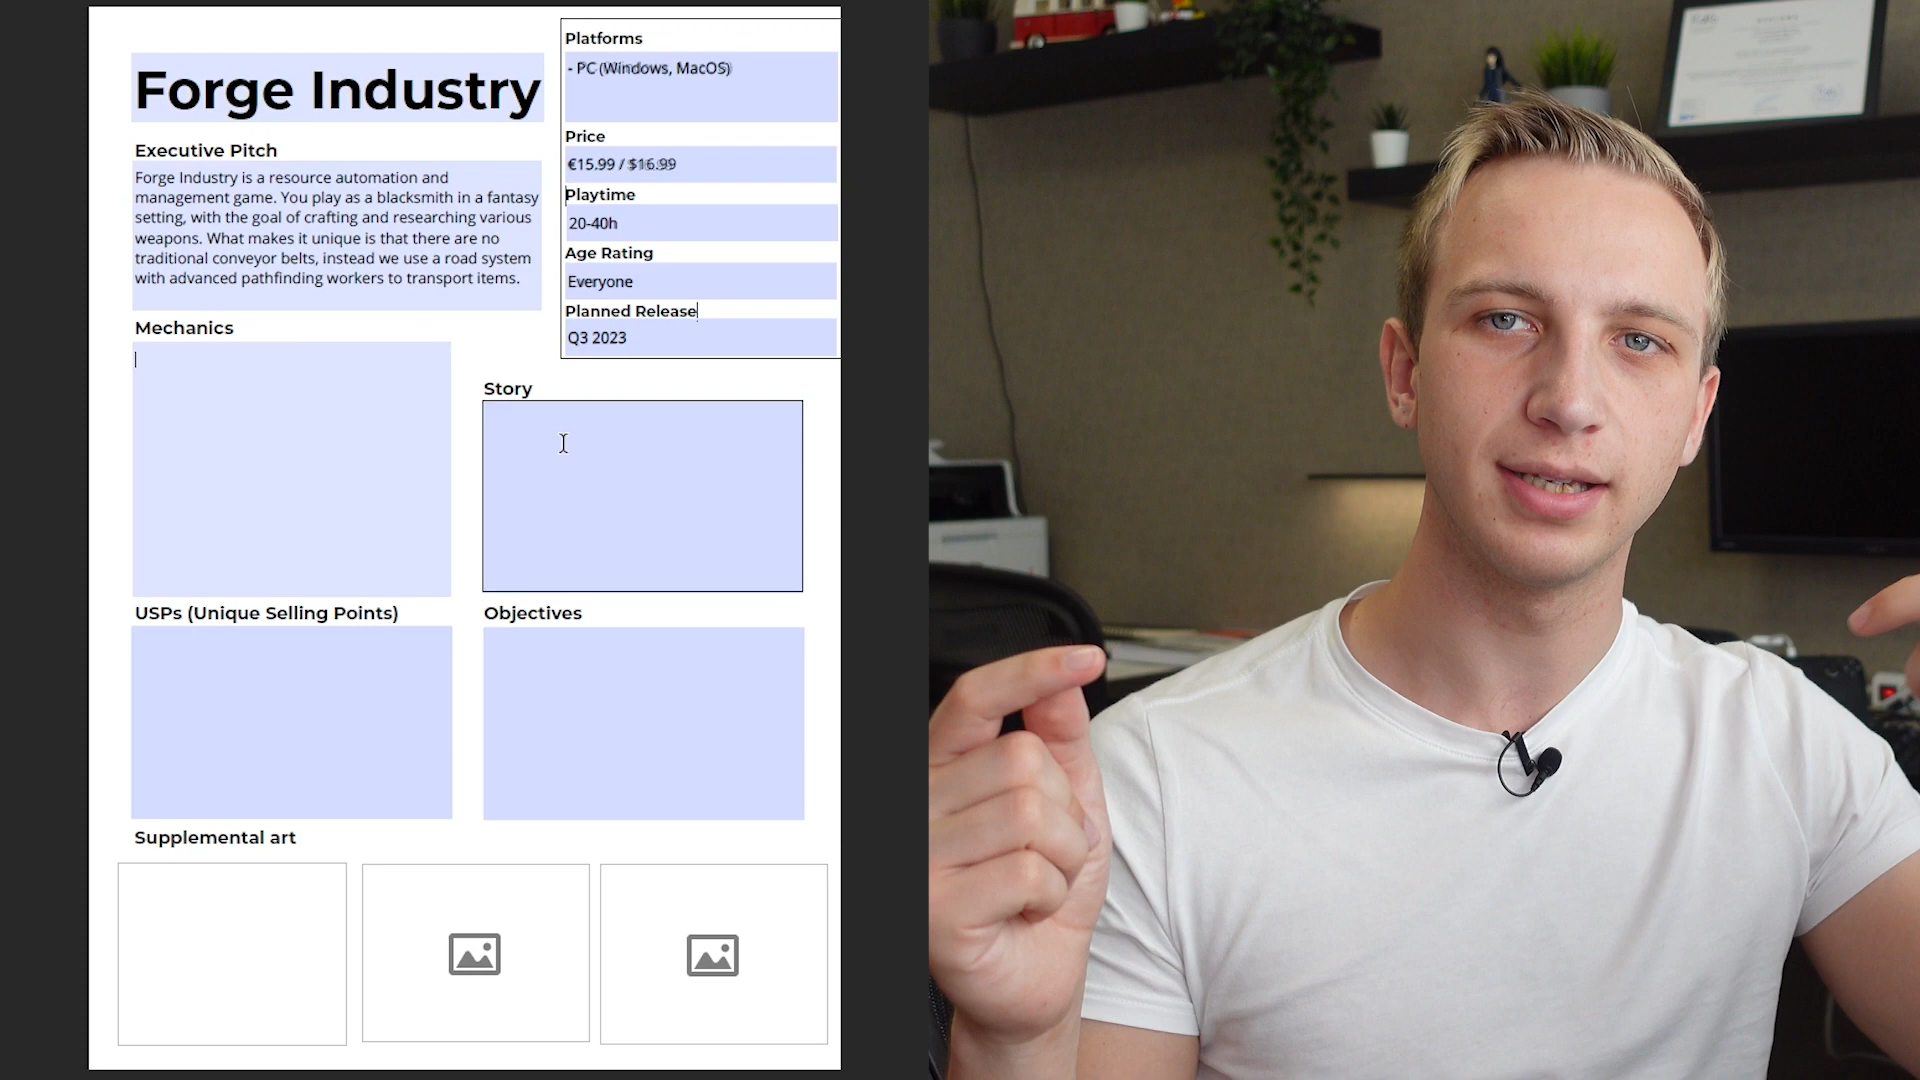 Forge Industry
Executive Pitch
Forge Industry is a resource automation and
management game. You play as a blacksmith in a fantasy
setting, with the goal of crafting and researching various
weapons. What makes it unique is that there are no
traditional conveyor belts, instead we use a road system
with advanced pathfinding workers to transport items.
Platforms
- PC (Windows, MacOS)
Price
€15.99 / $16.99
Playtime
20-40h
Age Rating
Everyone
Planned Release
Q3 2023
Mechanics
Story
USPs (Unique Selling Points)
Objectives
Supplemental art